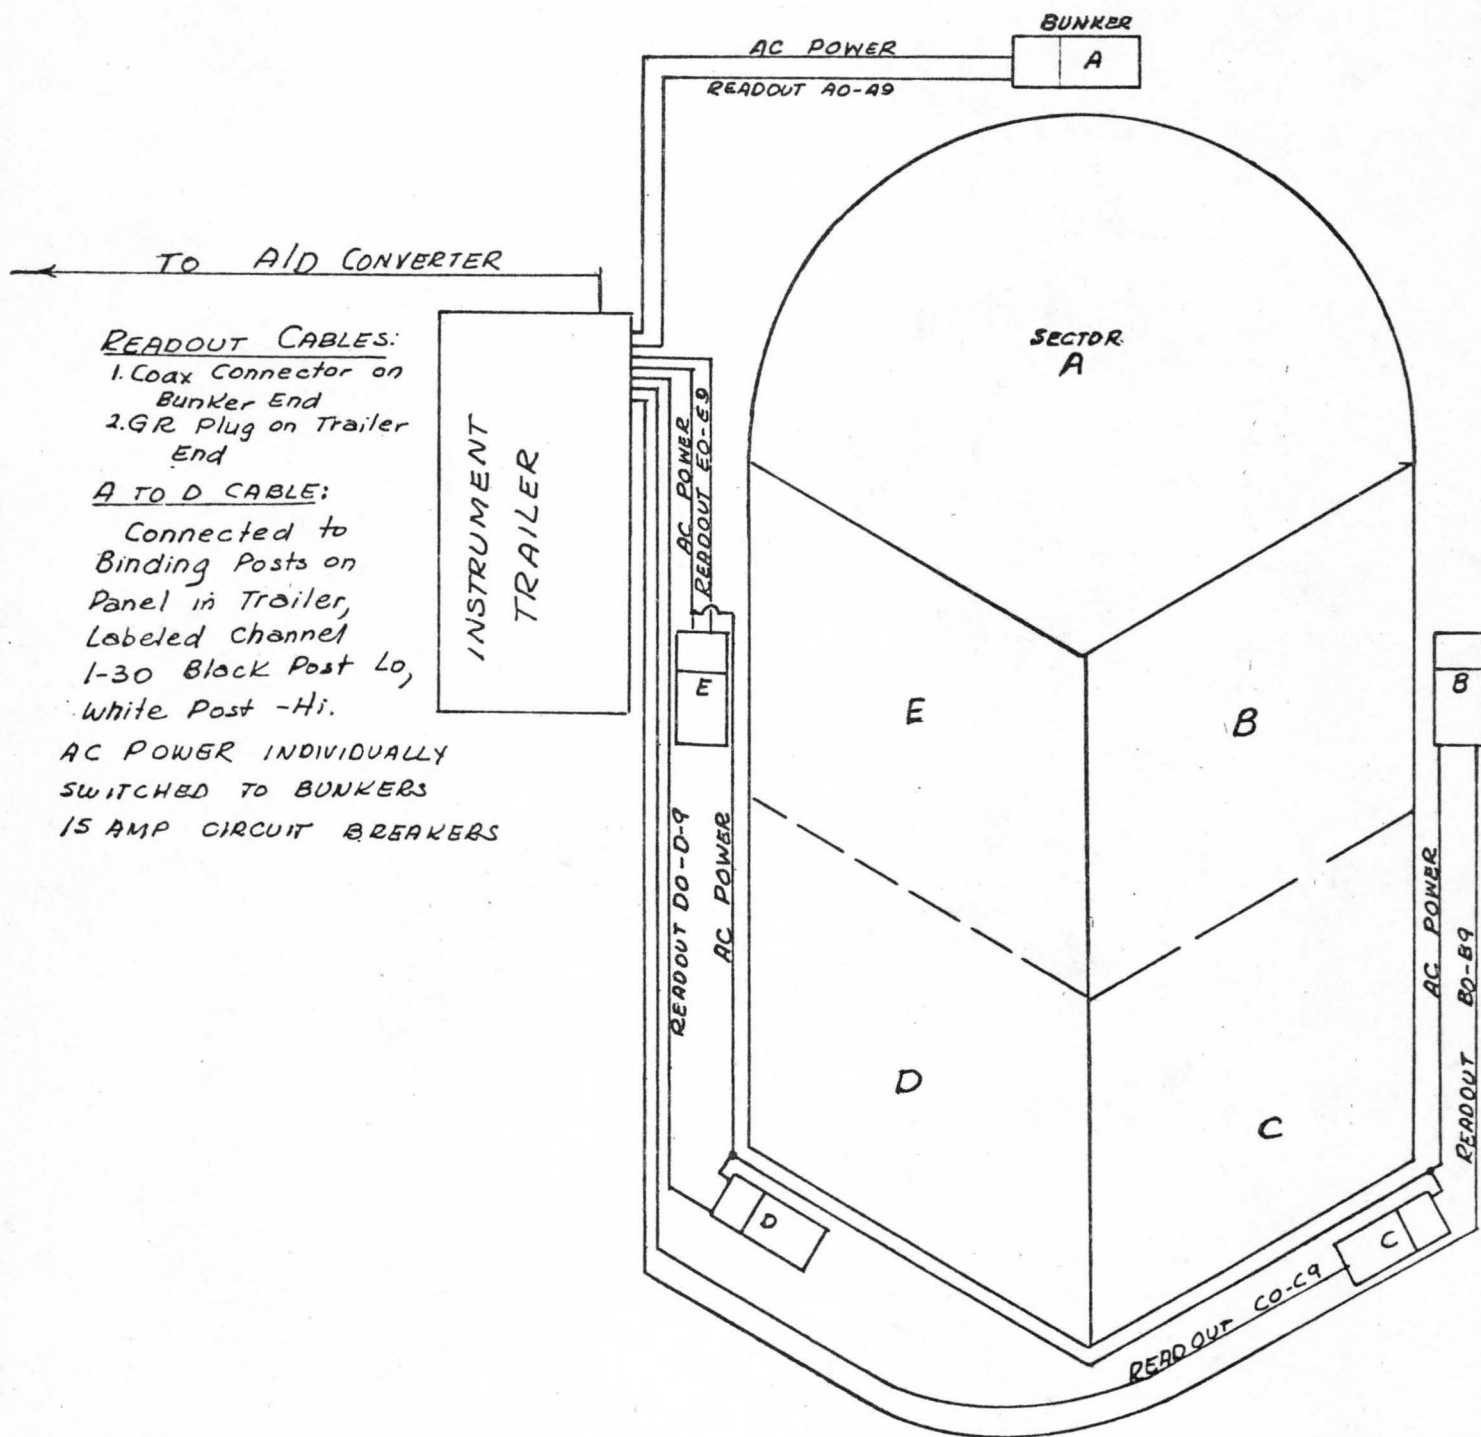 BUNKER
A
AC POWER
READOUT A0-A9
TO A/D CONVERTER
READOUT CABLES:
1. Coax Connector on
Bunker End
2. GR Plug on Trailer
End
A TO D CABLE:
Connected to
Binding Posts on
Panel in Trailer,
Labeled Channel
1-30 Black Post Lo,
White Post -Hi.
AC POWER INDIVIDUALLY
SWITCHED TO BUNKERS
15 AMP CIRCUIT BREAKERS
INSTRUMENT
TRAILER
AC POWER
READOUT E0-E9
SECTOR
A
E
E
B
B
READOUT D0-D-9
AC POWER
AC POWER
READOUT B0-B9
D
C
D
C
READOUT C0-C9